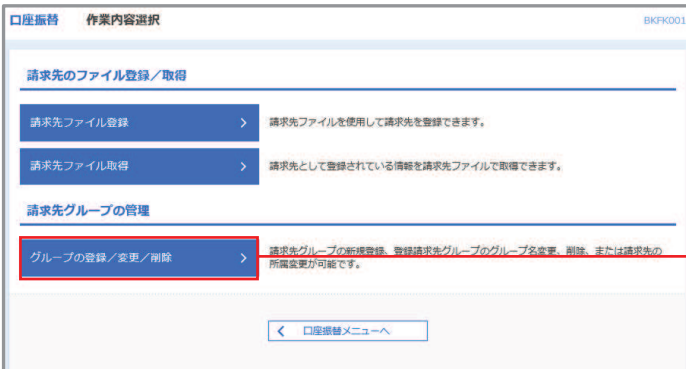 口座振替 作業内容選択 BKFK001
請求先のファイル登録／取得
請求先ファイル登録
請求先ファイルを使用して請求先を登録できます。
請求先ファイル取得
請求先として登録されている情報を請求先ファイルで取得できます。
請求先グループの管理
グループの登録／変更／削除
請求先グループの新規登録、登録請求先グループのグループ名変更、削除、または請求先の
所属変更が可能です。
口座振替メニューへ